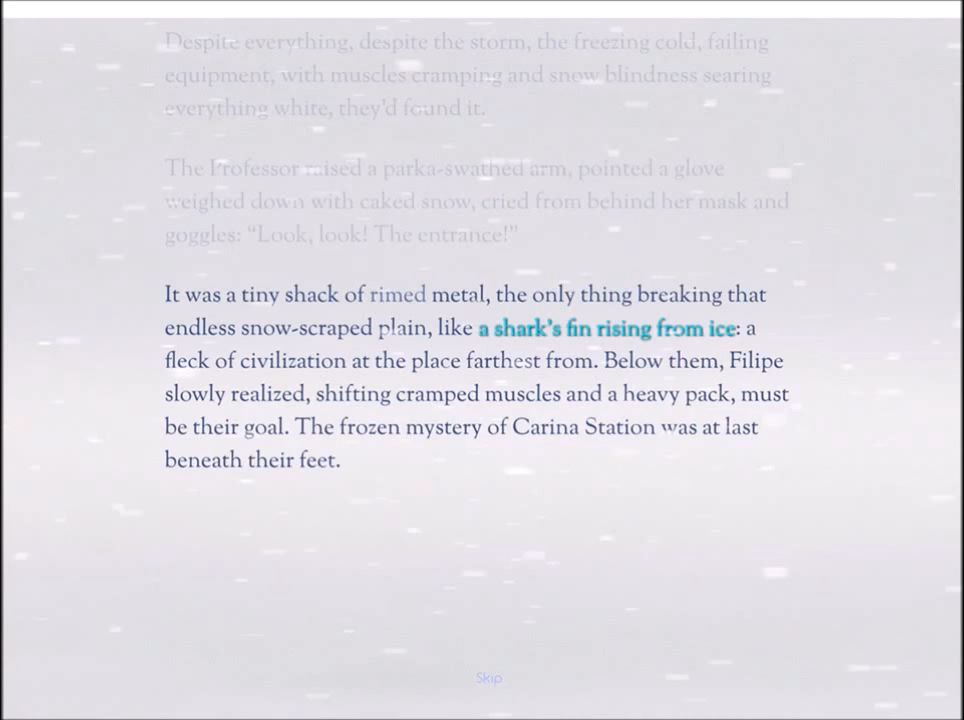 Despite everything, despite the storm, the freezing cold, failing
equipment, with muscles cramping and snow blindness searing
everything white, they'd found it.
The Professor raised a parka-swathed arm, pointed a glove
weighed down with caked snow, cried from behind her mask and
goggles: “Look, look! The entrance!”
It was a tiny shack of rimed metal, the only thing breaking that
endless snow-scraped plain, like a shark's fin rising from ice: a
fleck of civilization at the place farthest from. Below them, Filipe
slowly realized, shifting cramped muscles and a heavy pack, must
be their goal. The frozen mystery of Carina Station was at last
beneath their feet.
Skip